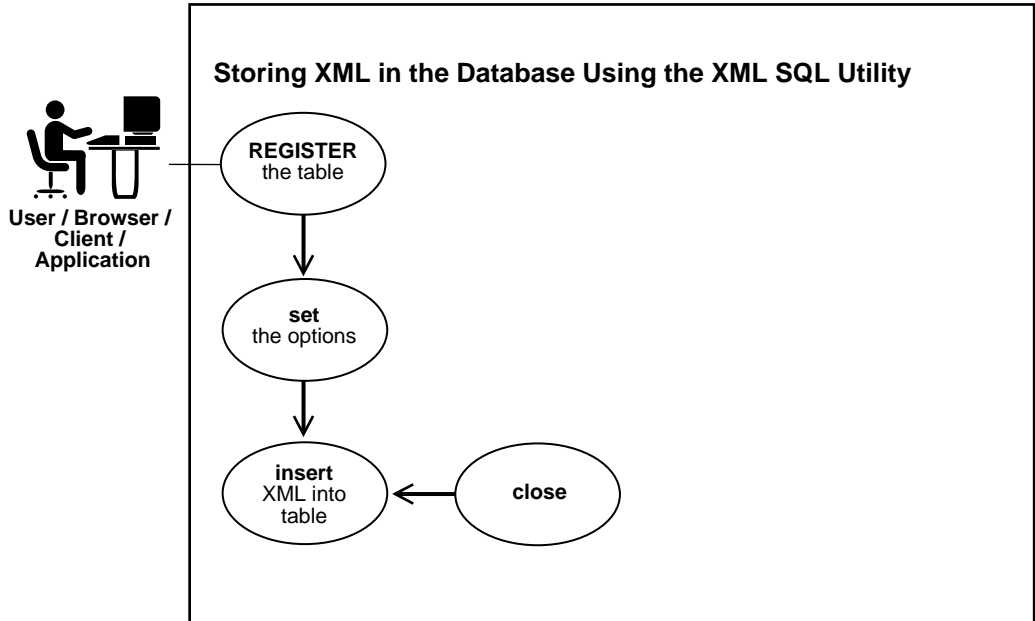 Storing XML in the Database Using the XML SQL Utility
User / Browser /
Client /
Application
REGISTER
the table
set
the options
insert
XML into
table
close